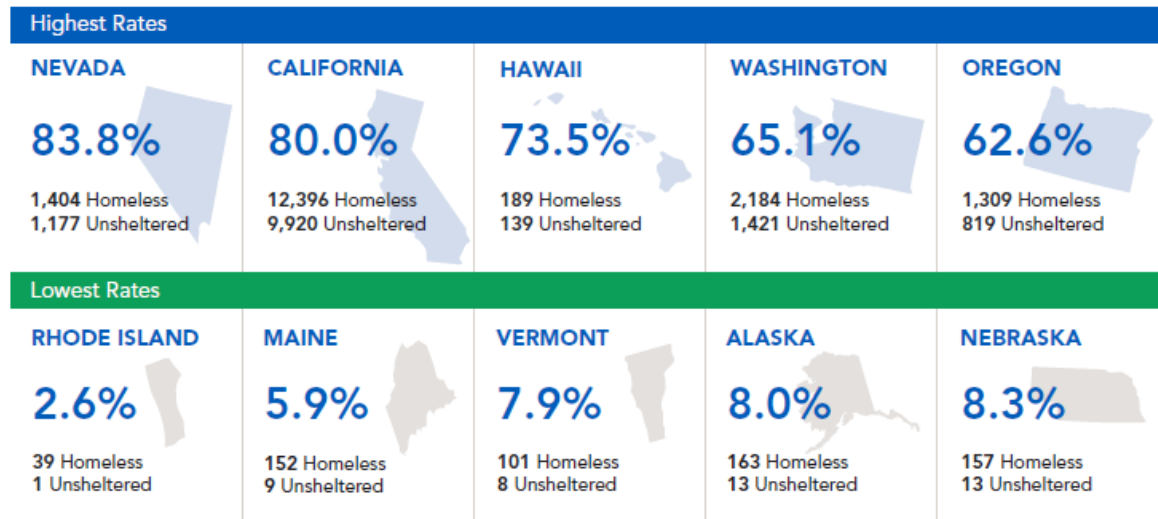 Highest Rates
NEVADA
83.8%
1,404 Homeless
1,177 Unsheltered
CALIFORNIA
80.0%
12,396 Homeless
9,920 Unsheltered
HAWAII
73.5%
189 Homeless
139 Unsheltered
WASHINGTON
65.1%
2,184 Homeless
1,421 Unsheltered
OREGON
62.6%
1,309 Homeless
819 Unsheltered
Lowest Rates
RHODE ISLAND
2.6%
39 Homeless
1 Unsheltered
MAINE
5.9%
152 Homeless
9 Unsheltered
VERMONT
7.9%
101 Homeless
8 Unsheltered
ALASKA
8.0%
163 Homeless
13 Unsheltered
NEBRASKA
8.3%
157 Homeless
13 Unsheltered